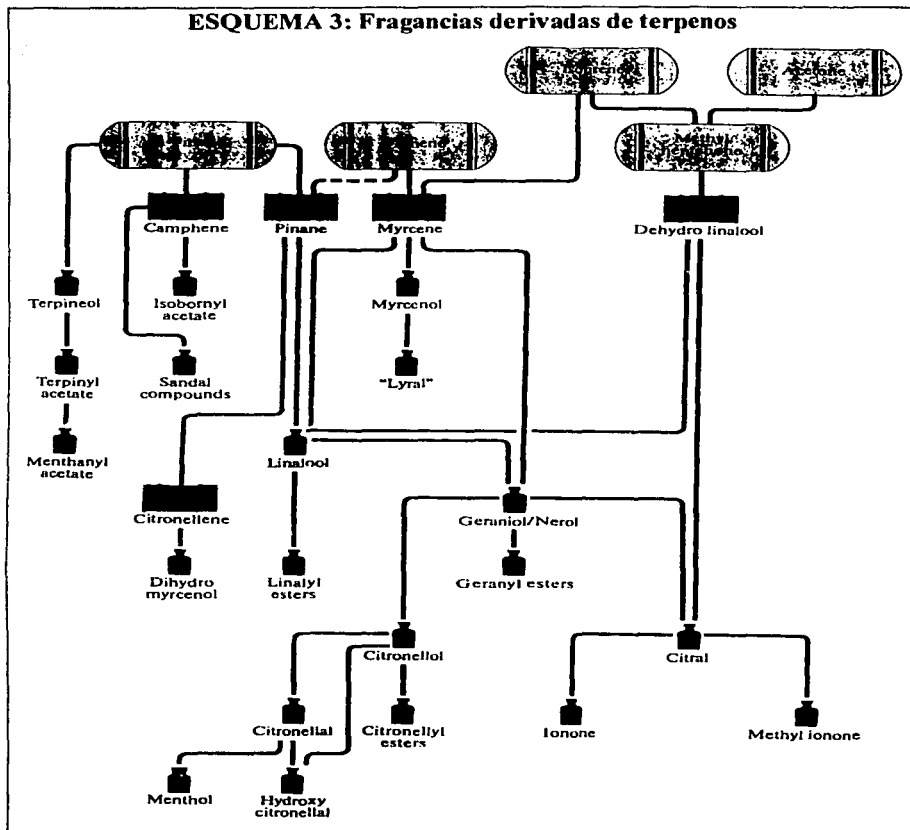 ESQUEMA 3: Fragancias derivadas de terpenos
Acetone
Methyl
Camphene
Pinane
Myrcene
Dehydro linalool
Terpineol
Isobornyl
acetate
Myrcenol
Terpinyl
acetate
Sandal
compounds
"Lyral"
Menthanyl
acetate
Linalool
Citronellene
Geraniol/Nerol
Dihydro
myrcenol
Linalyl
esters
Geranyl esters
Citronellol
Citral
Citronellal
Citronellyl
esters
Ionone
Methyl ionone
Menthol
Hydroxy
citronellal